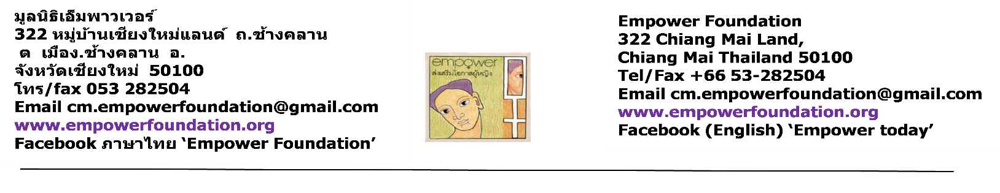 มูลนิธิเอ็มพาวเวอร์
322 หมู่บ้านเชียงใหม่แลนด์ ถ.ช้างคลาน
ต เมือง.ช้างคลาน อ.
จังหวัดเชียงใหม่ 50100
โทร/fax 053 282504
Email cm.empowerfoundation@gmail.com
www.empowerfoundation.org
Facebook ภาษาไทย ‘Empower Foundation’
empower
ส่งเสริมโอกาสผู้หญิง
Empower Foundation
322 Chiang Mai Land,
Chiang Mai Thailand 50100
Tel/Fax +66 53-282504
Email cm.empowerfoundation@gmail.com
www.empowerfoundation.org
Facebook (English) ‘Empower today’